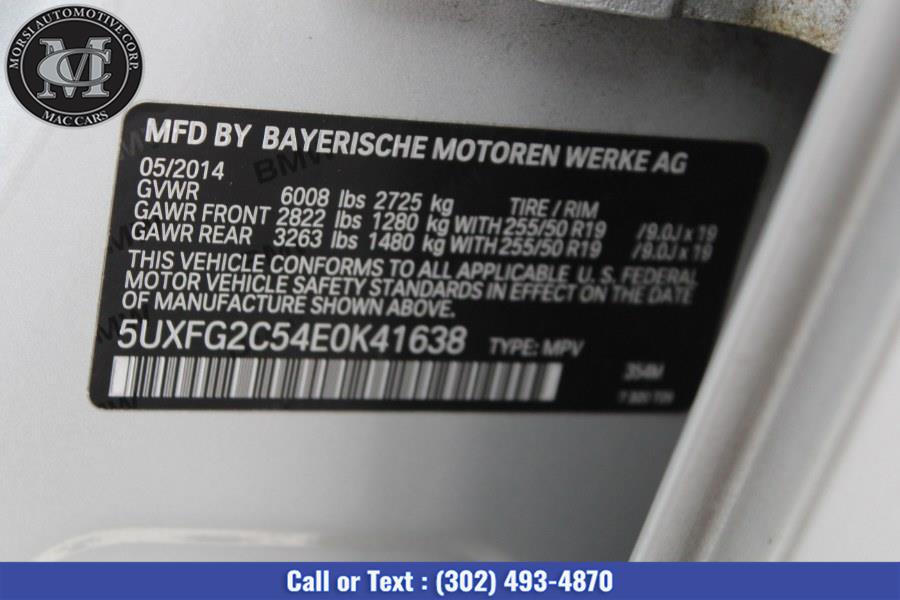 MORSI AUTOMOTIVE CORP.
MC
MAC CARS
MFD BY BAYERISCHE MOTOREN WERKE AG
05/2014
GVWR 6008 lbs 2725 kg TIRE / RIM
GAWR FRONT 2822 lbs 1280 kg WITH 255/50 R19 /9.0J x 19
GAWR REAR 3263 lbs 1480 kg WITH 255/50 R19 /9.0J x 19
THIS VEHICLE CONFORMS TO ALL APPLICABLE U.S. FEDERAL
MOTOR VEHICLE SAFETY STANDARDS IN EFFECT ON THE DATE
OF MANUFACTURE SHOWN ABOVE.
5UXFG2C54E0K41638 TYPE: MPV
Call or Text : (302) 493-4870